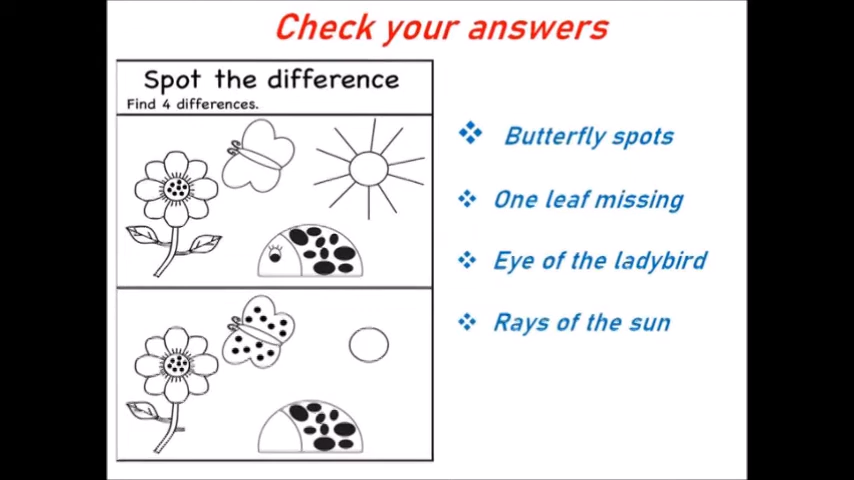 Check your answers
Spot the difference
Find 4 differences.
Butterfly spots
One leaf missing
Eye of the ladybird
Rays of the sun